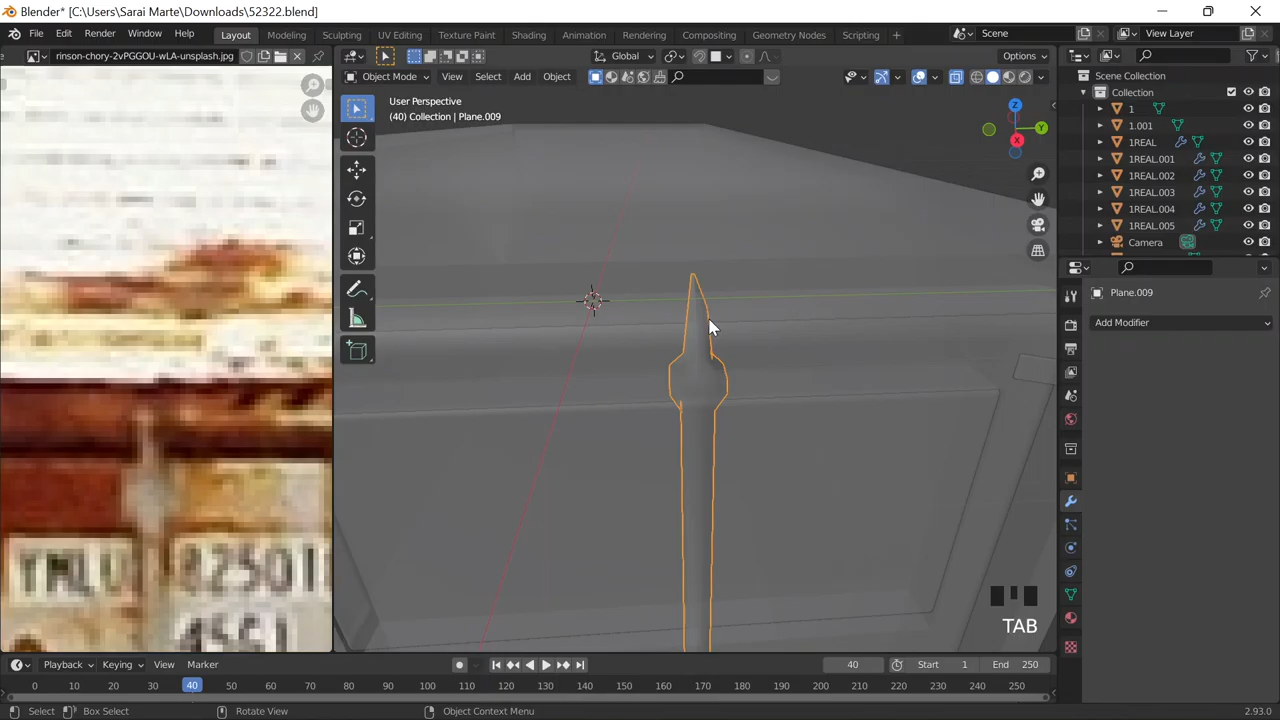 Blender* [C:\Users\Sarai Marte\Downloads\52322.blend]
File Edit Render Window Help Layout Modeling Sculpting UV Editing Texture Paint Shading Animation Rendering Compositing Geometry Nodes Scripting Scene View Layer
rinson-chory-2vPGGOU-wLA-unsplash.jpg Global Options
Object Mode View Select Add Object
User Perspective
(40) Collection | Plane.009
Z
Y
X
Scene Collection
Collection
1
1.001
1REAL
1REAL.001
1REAL.002
1REAL.003
1REAL.004
1REAL.005
Camera
Plane.009
Add Modifier
TAB
Playback Keying View Marker 40 Start 1 End 250
0 10 20 30 40 50 60 70 80 90 100 110 120 130 140 150 160 170 180 190 200 210 220 230 240 250
Select Box Select Rotate View Object Context Menu 2.93.0